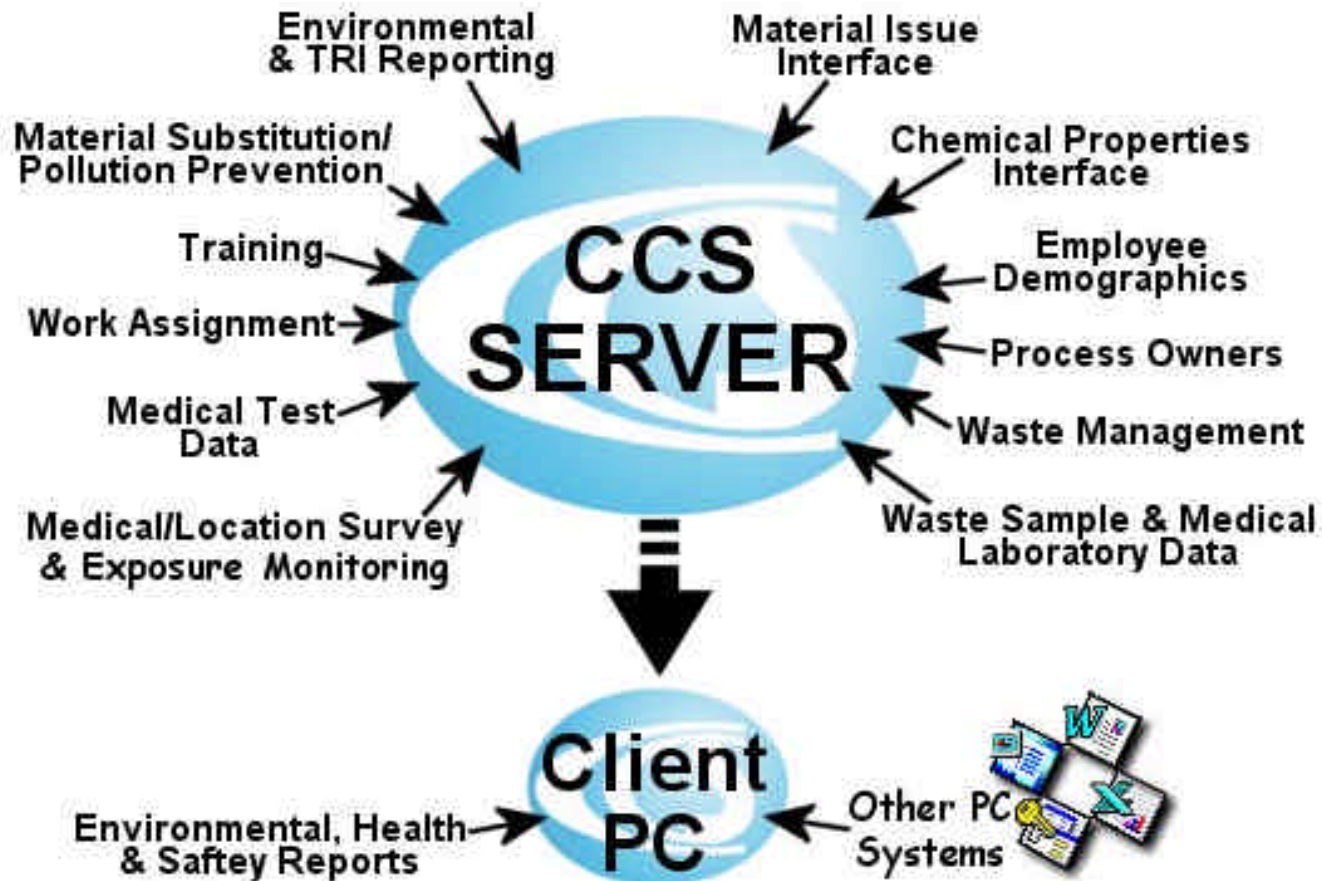 Environmental
& TRI Reporting
Material Issue
Interface
Material Substitution/
Pollution Prevention
Chemical Properties
Interface
Training
Employee
Demographics
Work Assignment
Process Owners
Medical Test
Data
Waste Management
Medical/Location Survey
& Exposure Monitoring
Waste Sample & Medical
Laboratory Data
CCS
SERVER
Client
PC
Environmental, Health
& Saftey Reports
Other PC
Systems
W
X